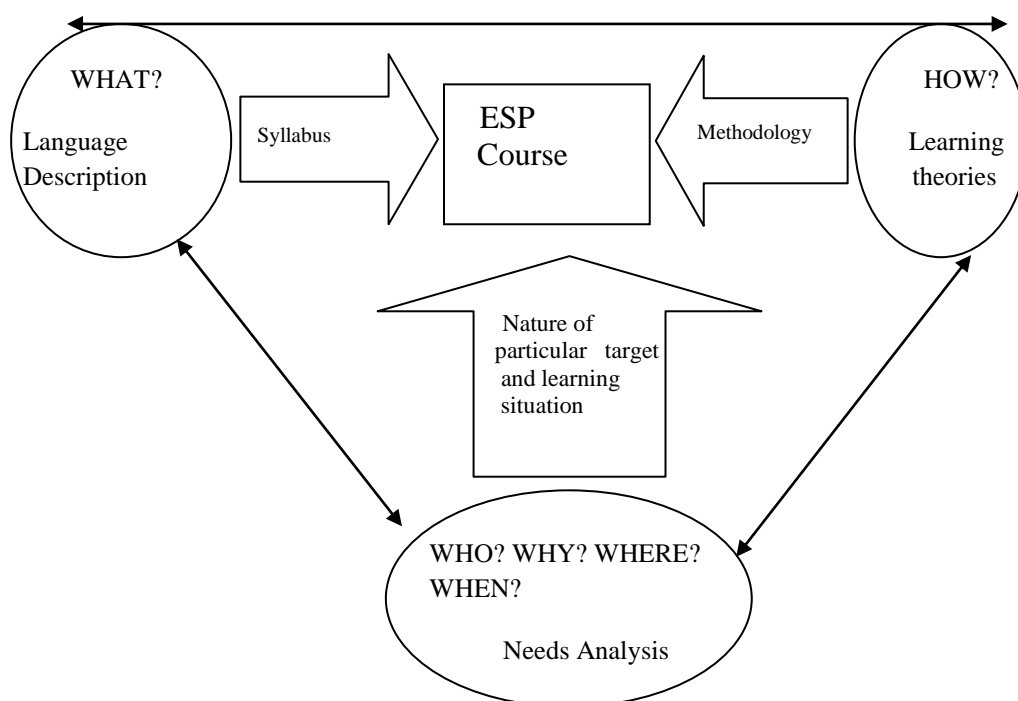 WHAT?
Language
Description
Syllabus
ESP
Course
Methodology
HOW?
Learning
theories
Nature of
particular target
and learning
situation
WHO? WHY? WHERE?
WHEN?
Needs Analysis